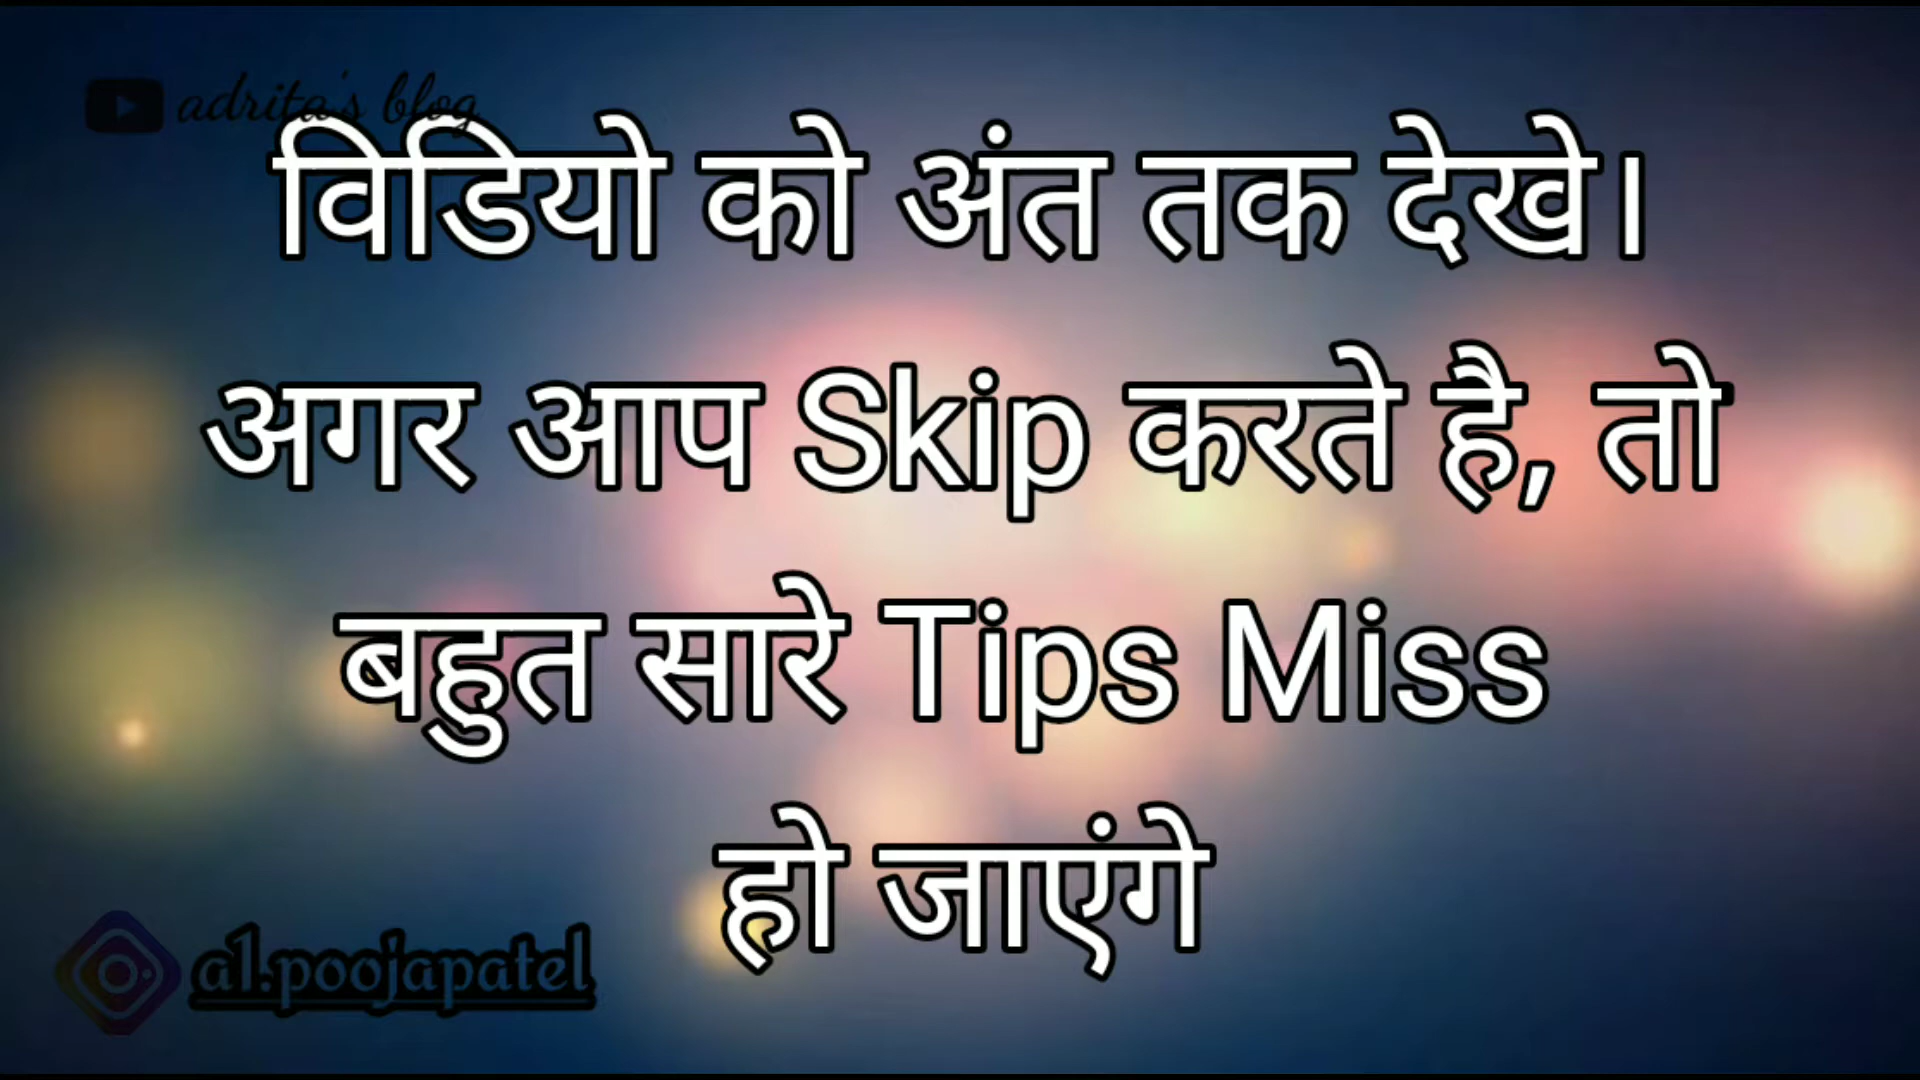 adrita's blog
विडियो को अंत तक देखे।
अगर आप Skip करते है, तो
बहुत सारे Tips Miss
हो जाएंगे
a1.poojapatel